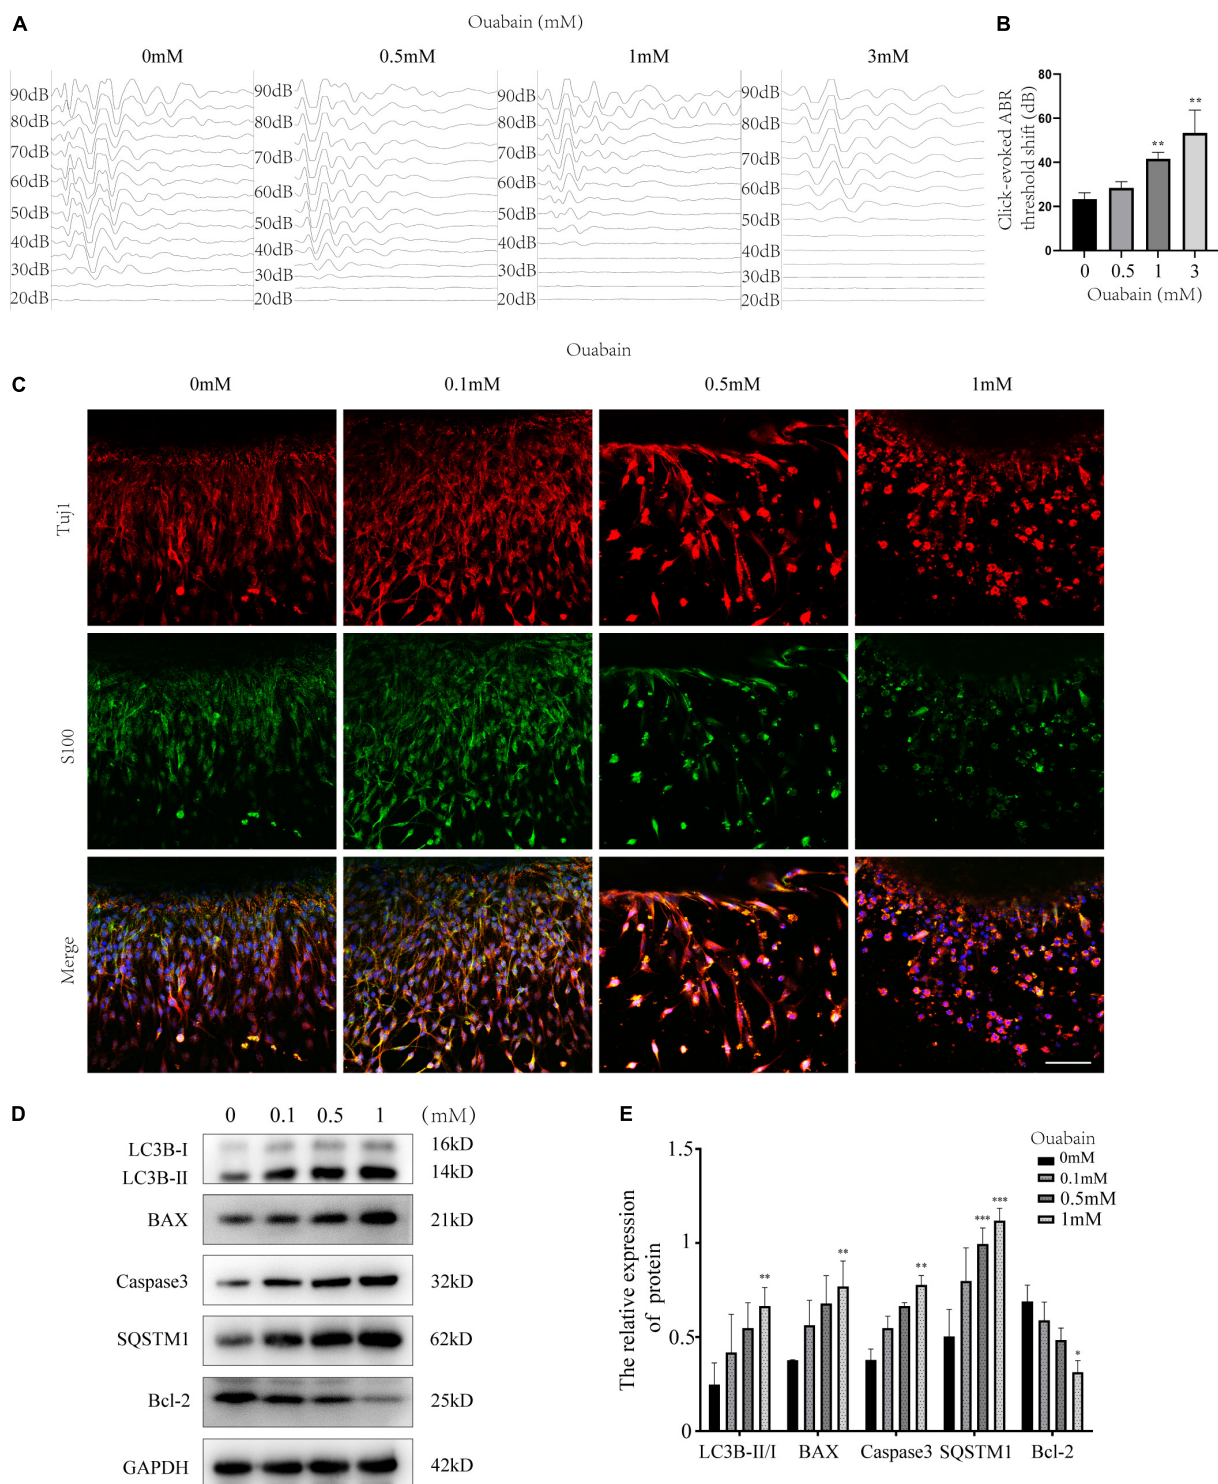 A
Ouabain (mM)
0mM 0.5mM 1mM 3mM
90dB 90dB 90dB 90dB
80dB 80dB 80dB 80dB
70dB 70dB 70dB 70dB
60dB 60dB 60dB 60dB
50dB 50dB 50dB 50dB
40dB 40dB 40dB 40dB
30dB 30dB 30dB 30dB
20dB 20dB 20dB 20dB
B
Click-evoked ABR
threshold shift (dB)
80
60
40
20
0
** **
0 0.5 1 3
Ouabain (mM)
Ouabain
C
0mM 0.1mM 0.5mM 1mM
Tuj1
S100
Merge
D
0 0.1 0.5 1 (mM)
LC3B-I 16kD
LC3B-II 14kD
BAX 21kD
Caspase3 32kD
SQSTM1 62kD
Bcl-2 25kD
GAPDH 42kD
E
The relative expression
of protein
1.5
1
0.5
0
Ouabain
0mM
0.1mM
0.5mM
1mM
** ** ** *** *** *
LC3B-II/I BAX Caspase3 SQSTM1 Bcl-2